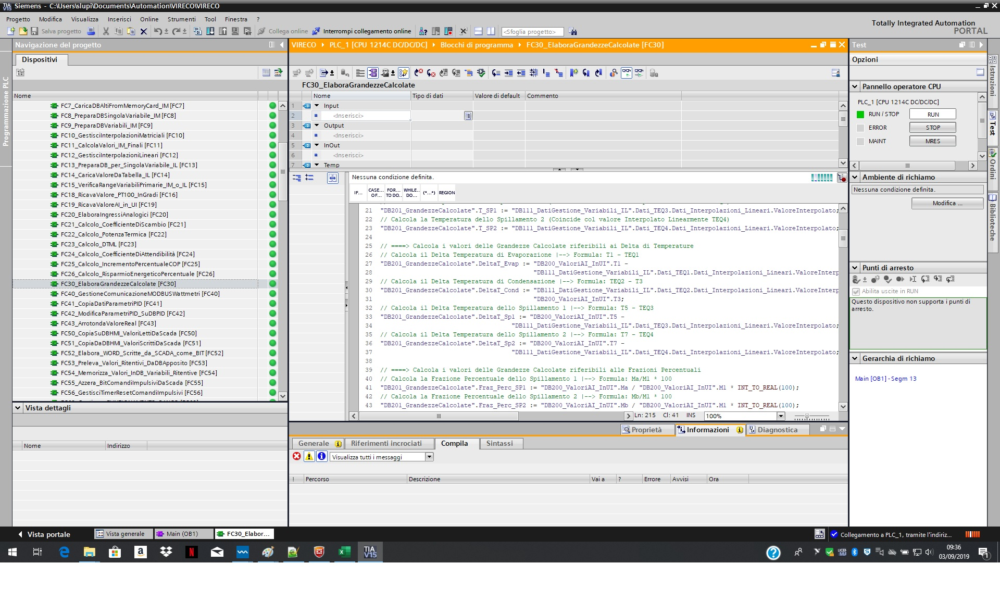 Siemens - C:\Users\slupi\Documents\Automation\VIRECO\VIRECO
Progetto Modifica Visualizza Inserisci Online Strumenti Tool Finestra ?
Salva progetto Collega online Interrompi collegamento online <Sfoglia progetto>
Totally Integrated Automation
PORTAL
Programmazione PLC
Navigazione del progetto
Dispositivi
Nome
FC7_CaricaDBAltiFromMemoryCard_IM [FC7]
FC8_PreparaDBSingolaVariabile_IM [FC8]
FC9_PreparaDBVariabili_IM [FC9]
FC10_GestisciInterpolazioniMatriciali [FC10]
FC11_CalcolaValori_IM_Finali [FC11]
FC12_GestisciInterpolazioniLineari [FC12]
FC13_PreparaDB_per_SingolaVariabile_IL [FC13]
FC14_CaricaValoreDaTabella_IL [FC14]
FC15_VerificaRangeVariabiliPrimarie_IM_o_IL [FC15]
FC18_RicavaValore_PT100_InGradi [FC16]
FC19_RicavaValoreAI_in_UI [FC19]
FC20_ElaboraIngressiAnalogici [FC20]
FC21_Calcolo_CoefficienteDiScambio [FC21]
FC22_Calcolo_PotenzaTermica [FC22]
FC23_Calcolo_DTML [FC23]
FC24_Calcolo_CoefficienteDiAttendibilità [FC24]
FC25_Calcolo_IncrementoPercentualeCOP [FC25]
FC26_Calcolo_RisparmioEnergeticoPercentuale [FC26]
FC30_ElaboraGrandezzeCalcolate [FC30]
FC40_GestioneComunicazioneMODBUSWattmetri [FC40]
FC41_CopiaDatiParametriPID [FC41]
FC42_ModificaParametriPID_SuDBPID [FC42]
FC43_ArrotondaValoreReal [FC43]
FC50_CopiaSuDBHMI_ValoriLettiDaScada [FC50]
FC51_CopiaDaDBHMI_ValoriScrittiDaScada [FC51]
FC52_Elabora_WORD_Scritte_da_SCADA_come_BIT [FC52]
FC53_Preleva_Valori_Ritentivi_DaDBApposito [FC53]
FC54_Memorizza_Valori_InDB_Variabili_Ritentive [FC54]
FC55_Azzera_BitComandiImpulsiviDaScada [FC55]
FC56_GestisciTimerResetComandiImpulsivi [FC56]
Vista dettagli
Nome Indirizzo
VIRECO PLC_1 [CPU 1214C DC/DC/DC] Blocchi di programma FC30_ElaboraGrandezzeCalcolate [FC30]
FC30_ElaboraGrandezzeCalcolate
Nome Tipo di dati Valore di default Commento
1 Input
2 <Inserisci>
3 Output
4 <Inserisci>
5 InOut
6 <Inserisci>
7 Temp
Nessuna condizione definita.
IF... CASE... OF... FOR... TO DO... WHILE.. DO... (*...*) REGION
21 "DB201_GrandezzeCalcolate".T_SP1 := "DB111_DatiGestione_Variabili_IL".Dati_TEQ3.Dati_Interpolazioni_Lineari.ValoreInterpolato;
22 // Calcola la Temperatura dello Spillamento 2 (Coincide col valore Interpolato Linearmente TEQ4)
23 "DB201_GrandezzeCalcolate".T_SP2 := "DB111_DatiGestione_Variabili_IL".Dati_TEQ4.Dati_Interpolazioni_Lineari.ValoreInterpolato;
24
25 // ====> Calcola i valori delle Grandezze Calcolate riferibili ai Delta di Temperature
26 // Calcola il Delta Temperatura di Evaporazione |--> Formula: T1 - TEQ1
27 "DB201_GrandezzeCalcolate".DeltaT_Evap := "DB200_ValoriAI_InUI".T1 -
28 "DB111_DatiGestione_Variabili_IL".Dati_TEQ1.Dati_Interpolazioni_Lineari.ValoreInterp
29 // Calcola il Delta Temperatura di Condensazione |--> Formula: TEQ2 - T3
30 "DB201_GrandezzeCalcolate".DeltaT_Cond := "DB111_DatiGestione_Variabili_IL".Dati_TEQ2.Dati_Interpolazioni_Lineari.ValoreInterp
31 "DB200_ValoriAI_InUI".T3;
32 // Calcola il Delta Temperatura dello Spillamento 1 |--> Formula: T5 - TEQ3
33 "DB201_GrandezzeCalcolate".DeltaT_Sp1 := "DB200_ValoriAI_InUI".T5 -
34 "DB111_DatiGestione_Variabili_IL".Dati_TEQ3.Dati_Interpolazioni_Lineari.ValoreInterpolato;
35 // Calcola il Delta Temperatura dello Spillamento 2 |--> Formula: T7 - TEQ4
36 "DB201_GrandezzeCalcolate".DeltaT_Sp2 := "DB200_ValoriAI_InUI".T7 -
37 "DB111_DatiGestione_Variabili_IL".Dati_TEQ4.Dati_Interpolazioni_Lineari.ValoreInterpolato;
38
39 // ====> Calcola i valori delle Grandezze Calcolate riferibili alle Frazioni Percentuali
40 // Calcola la Frazione Percentuale dello Spillamento 1 |--> Formula: Ma/M1 * 100
41 "DB201_GrandezzeCalcolate".Fraz_Perc_SP1 := "DB200_ValoriAI_InUI".Ma / "DB200_ValoriAI_InUI".M1 * INT_TO_REAL(100);
42 // Calcola la Frazione Percentuale dello Spillamento 2 |--> Formula: Mb/M1 * 100
43 "DB201_GrandezzeCalcolate".Fraz_Perc_SP2 := "DB200_ValoriAI_InUI".Mb / "DB200_ValoriAI_InUI".M1 * INT_TO_REAL(100);
Ln: 215 Cl: 41 INS 100%
Proprietà Informazioni Diagnostica
Generale Riferimenti incrociati Compila Sintassi
Visualizza tutti i messaggi
! Percorso Descrizione Vai a ? Errore Avvisi Ora
Test
Opzioni
Pannello operatore CPU
PLC_1 [CPU 1214C DC/DC/DC]
RUN / STOP RUN
ERROR STOP
MAINT MRES
Ambiente di richiamo
Nessuna condizione definita.
Modifica ...
Punti di arresto
Abilita uscite in RUN
Questo dispositivo non supporta i punti di
arresto.
Gerarchia di richiamo
Main [OB1] - Segm 13
Istruzioni
Test
Ordini
Biblioteche
Vista portale Vista generale Main (OB1) FC30_Elabor... Collegamento a PLC_1, tramite l'indiriz...
TIA V15
09:36
03/09/2019
1